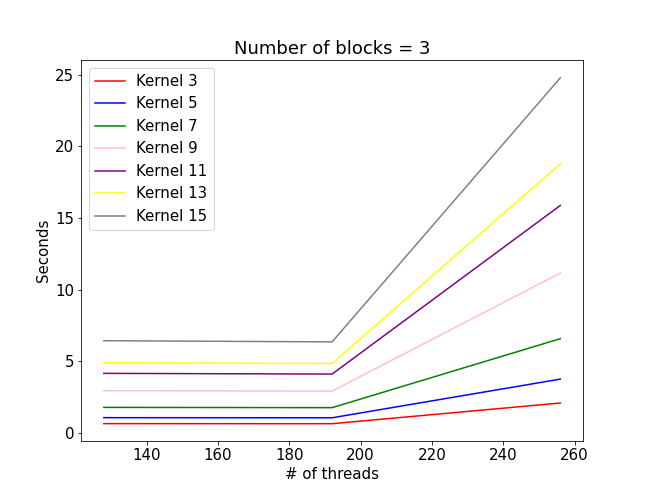 Number of blocks = 3
25
20
15
10
5
0
Seconds
Kernel 3
Kernel 5
Kernel 7
Kernel 9
Kernel 11
Kernel 13
Kernel 15
140 160 180 200 220 240 260
# of threads